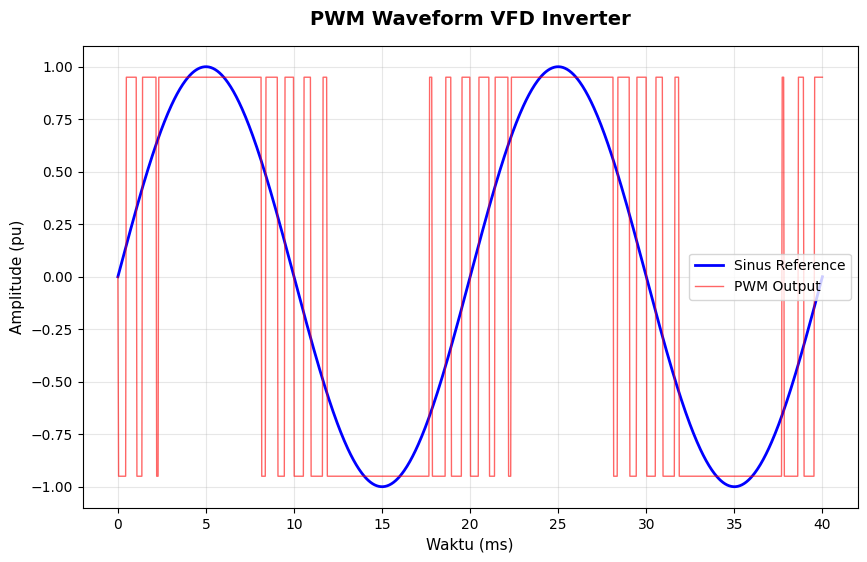 PWM Waveform VFD Inverter
Amplitude (pu)
1.00
0.75
0.50
0.25
0.00
−0.25
−0.50
−0.75
−1.00
Sinus Reference
PWM Output
0 5 10 15 20 25 30 35 40
Waktu (ms)